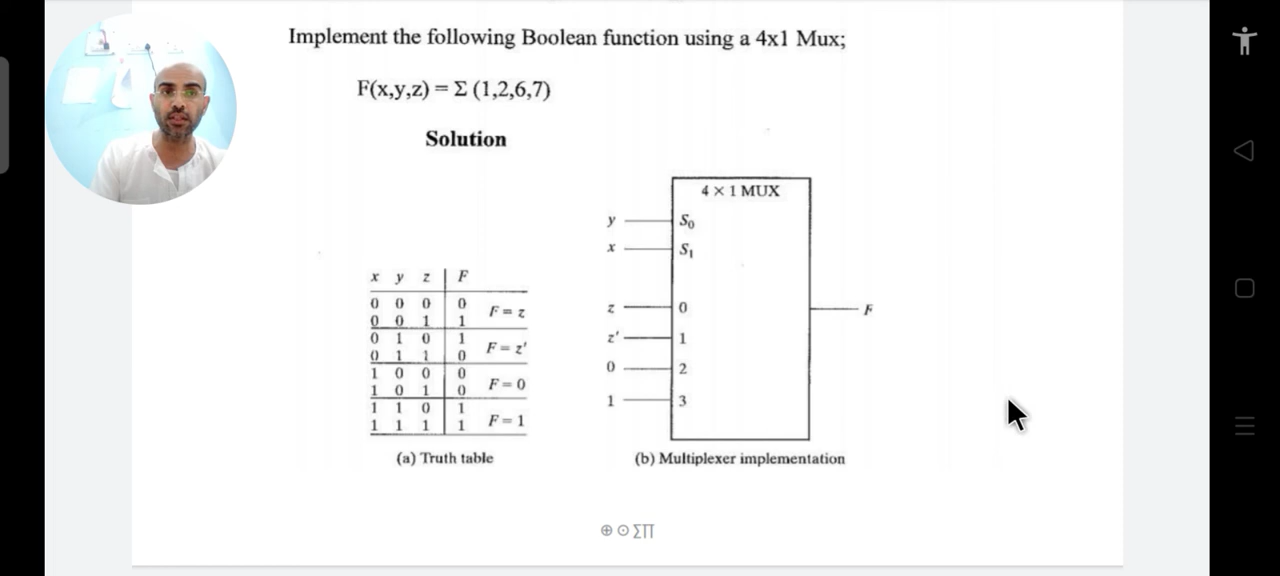 Implement the following Boolean function using a 4x1 Mux;
F(x,y,z) = Σ (1,2,6,7)
Solution
x y z F
0 0 0 0
0 0 1 1
F = z
0 1 0 1
0 1 1 0
F = z'
1 0 0 0
1 0 1 0
F = 0
1 1 0 1
1 1 1 1
F = 1
(a) Truth table
4 × 1 MUX
y S₀
x S₁
z 0
z' 1
0 2
1 3
F
(b) Multiplexer implementation
⊕ ⊙ ΣΠ